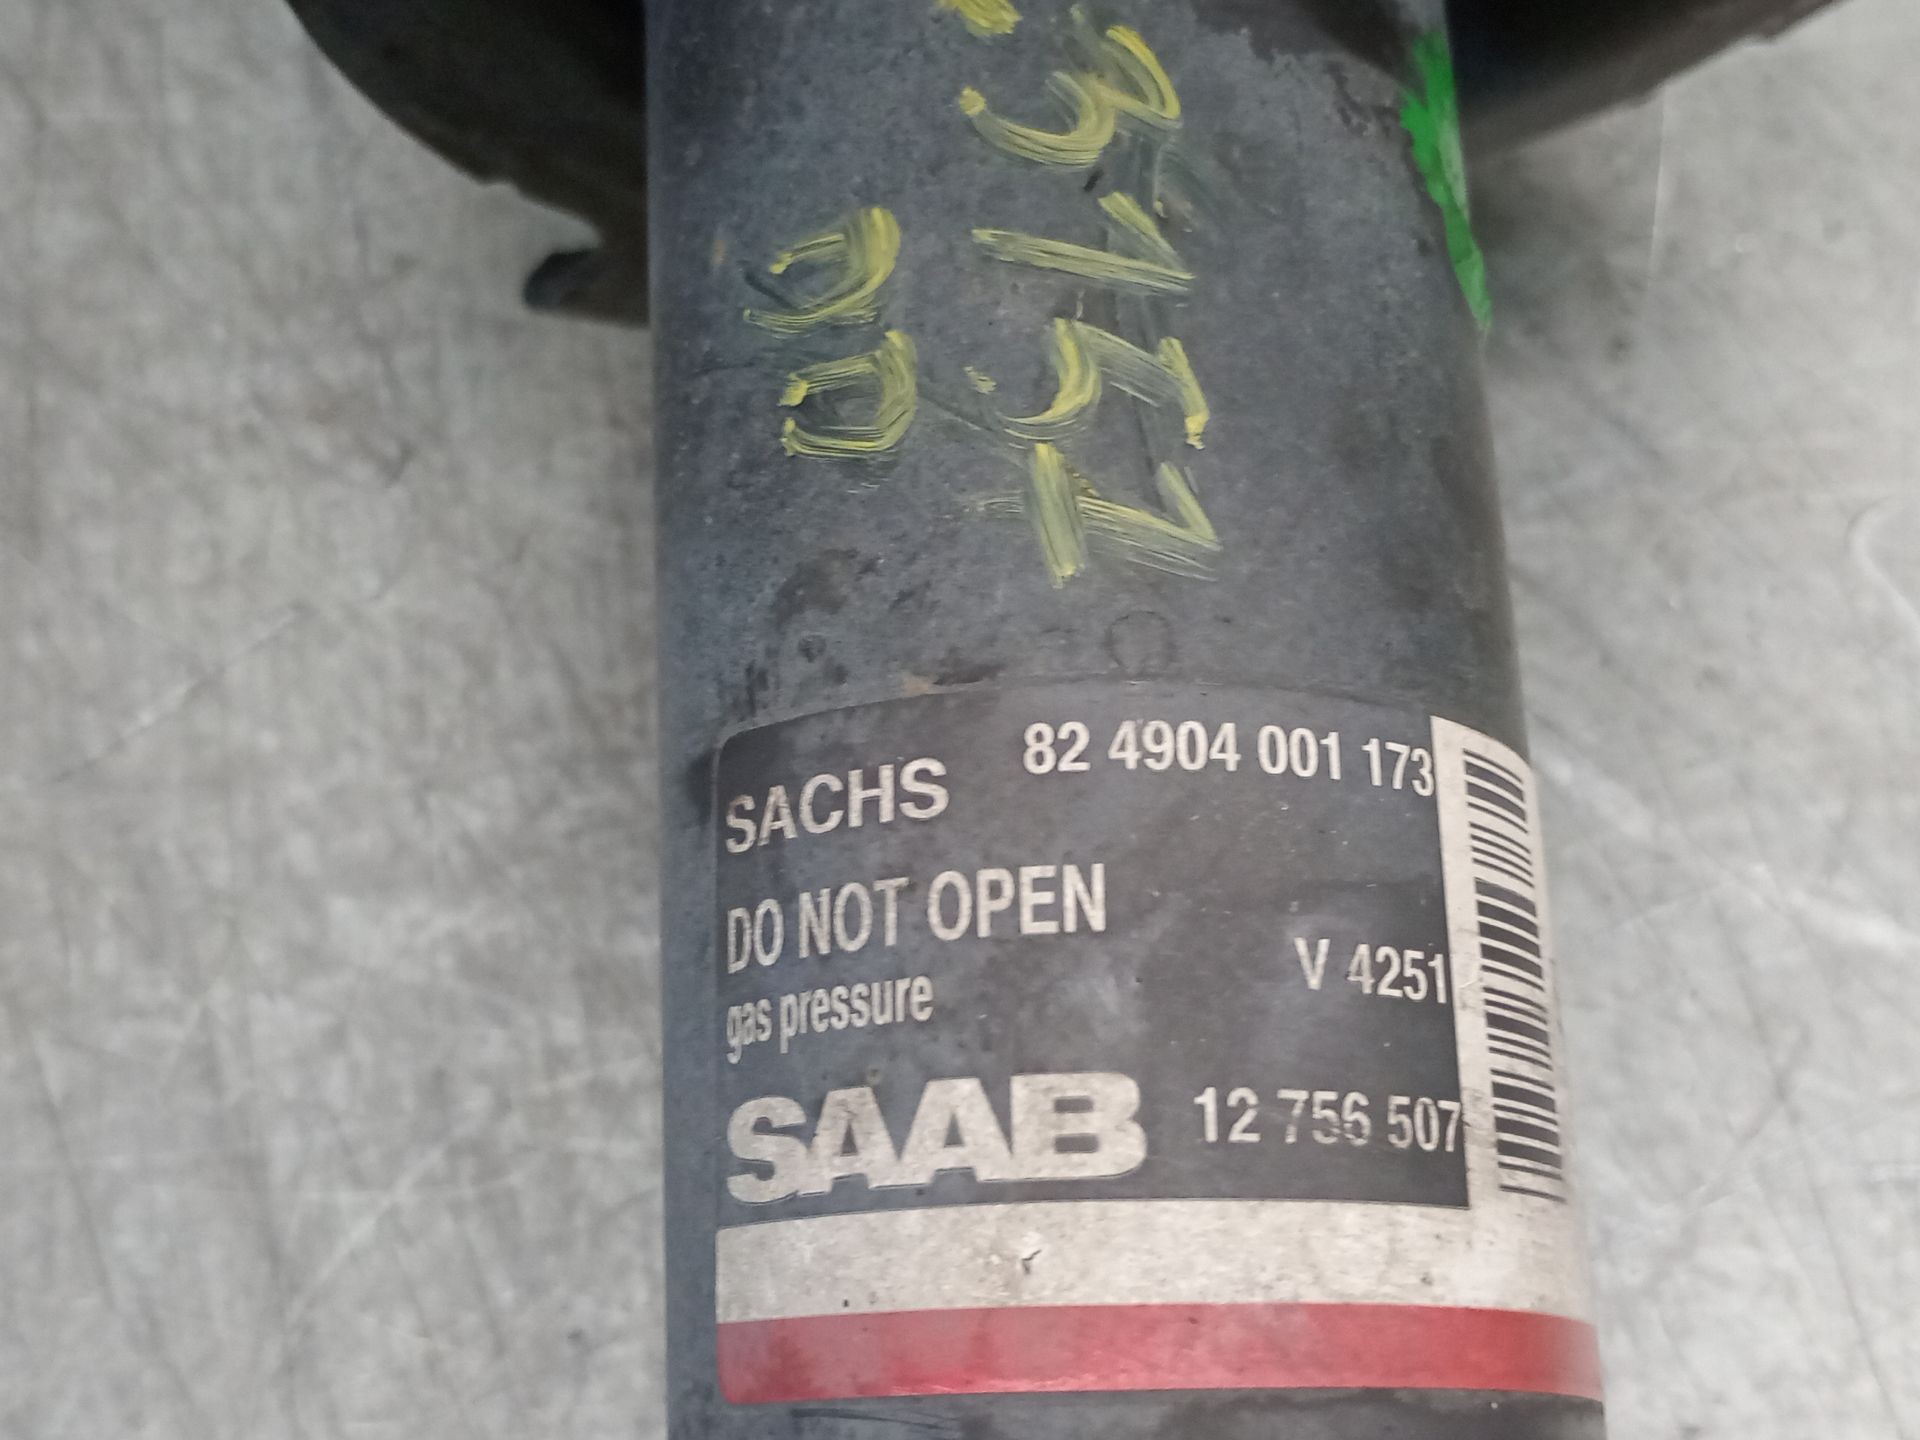 SACHS 82 4904 001 173
DO NOT OPEN
gas pressure V 4251
SAAB 12 756 507